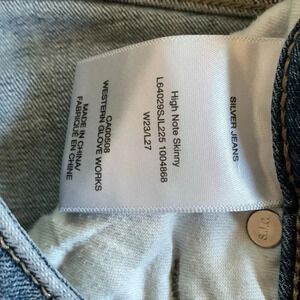 SILVER JEANS
High Note Skinny
L64029SJL225 1004868
W23/L27
CA00508
WESTERN GLOVE WORKS
MADE IN CHINA/
FABRIQUÉ EN CHINE